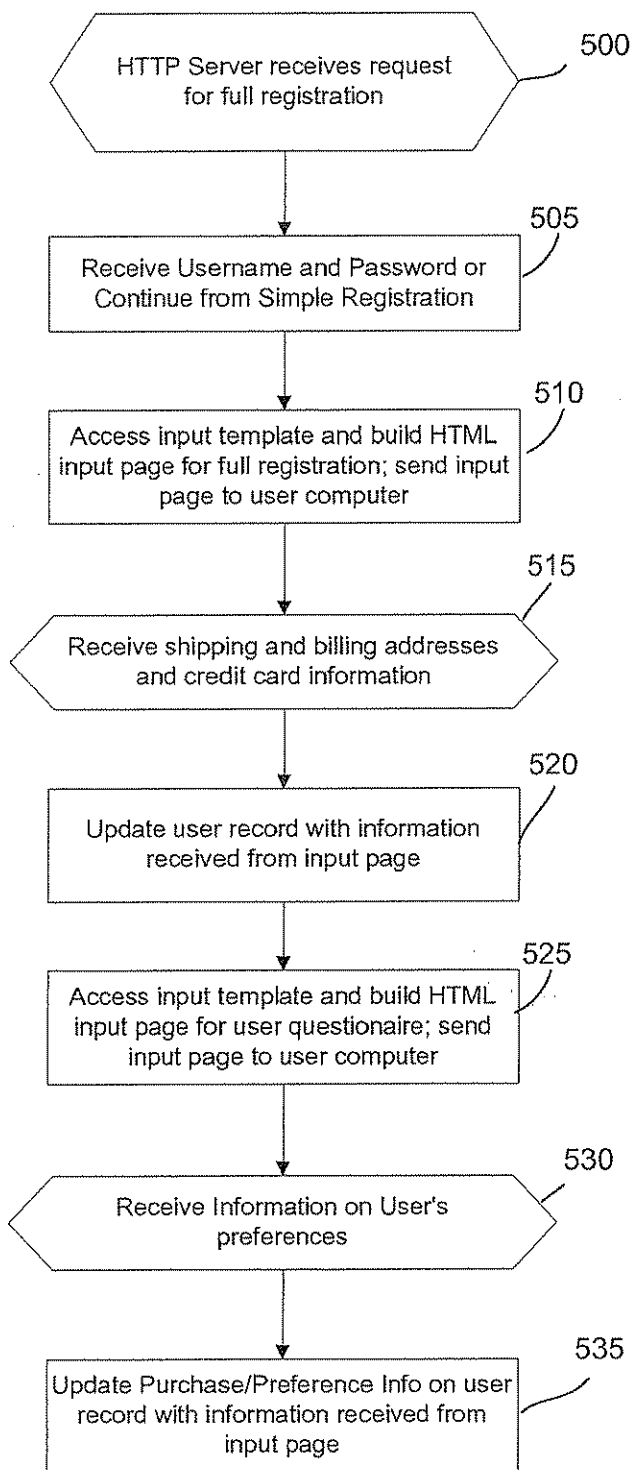 HTTP Server receives request
for full registration
500
505
Receive Username and Password or
Continue from Simple Registration
510
Access input template and build HTML
input page for full registration; send input
page to user computer
515
Receive shipping and billing addresses
and credit card information
520
Update user record with information
received from input page
525
Access input template and build HTML
input page for user questionaire; send
input page to user computer
530
Receive Information on User's
preferences
535
Update Purchase/Preference Info on user
record with information received from
input page